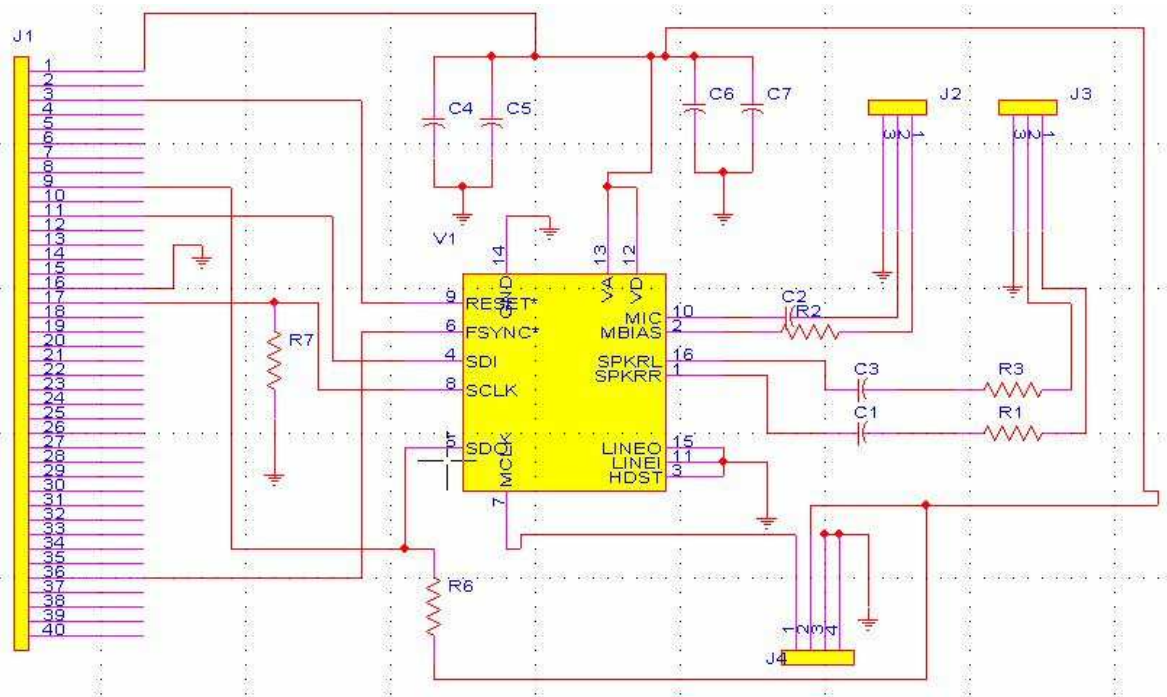 J1
1
2
3
4
5
6
7
8
9
10
11
12
13
14
15
16
17
18
19
20
21
22
23
24
25
26
27
28
29
30
31
32
33
34
35
36
37
38
39
40
C4
C5
C6
C7
J2
3
2
1
J3
3
2
1
V1
14
GND
13
VA
12
VD
9
RESET*
6
FSYNC*
4
SDI
8
SCLK
5
SDO
7
MCLK
MIC
10
MBIAS
2
SPKRL
16
SPKRR
1
LINEO
15
LINEI
11
HDST
3
C2
R2
C3
R3
C1
R1
R7
R6
1
2
3
4
J4